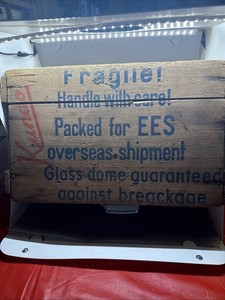 Fragile!
Handle with care!
Packed for EES
overseas shipment
Glass dome guaranteed
against breackage